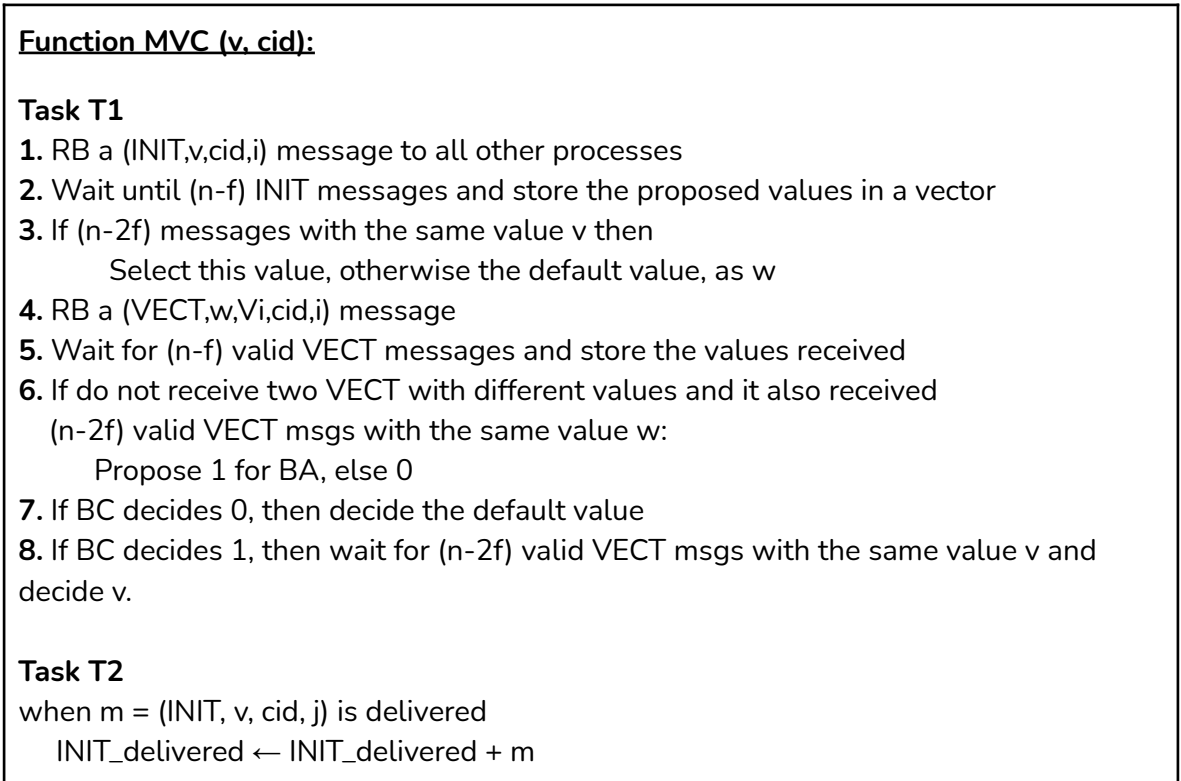 Function MVC (v, cid):
Task T1
1. RB a (INIT,v,cid,i) message to all other processes
2. Wait until (n-f) INIT messages and store the proposed values in a vector
3. If (n-2f) messages with the same value v then
Select this value, otherwise the default value, as w
4. RB a (VECT,w,Vi,cid,i) message
5. Wait for (n-f) valid VECT messages and store the values received
6. If do not receive two VECT with different values and it also received
(n-2f) valid VECT msgs with the same value w:
Propose 1 for BA, else 0
7. If BC decides 0, then decide the default value
8. If BC decides 1, then wait for (n-2f) valid VECT msgs with the same value v and
decide v.
Task T2
when m = (INIT, v, cid, j) is delivered
INIT_delivered ← INIT_delivered + m